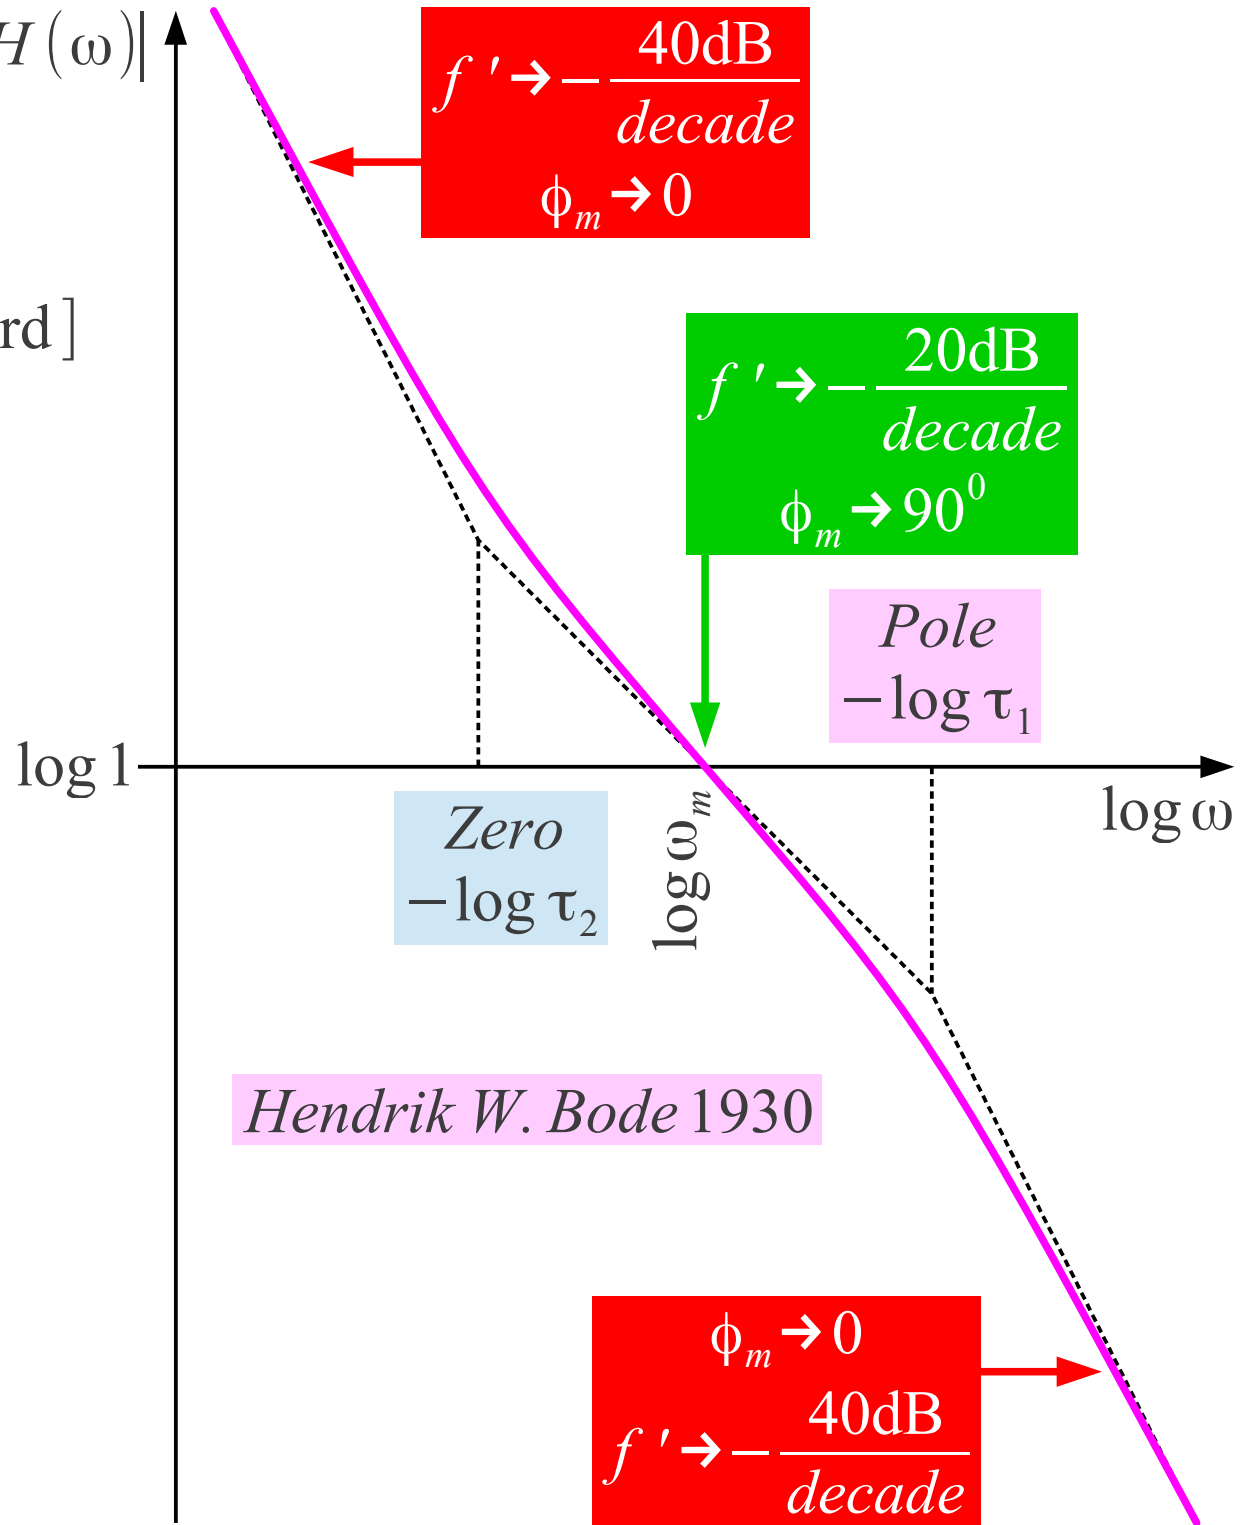 H(ω)|
f ′ → − 40dB/decade
ϕm → 0
rd]
f ′ → − 20dB/decade
ϕm → 90⁰
Pole
−log τ₁
log 1
log ω
Zero
−log τ₂
log ωm
Hendrik W. Bode 1930
ϕm → 0
f ′ → − 40dB/decade